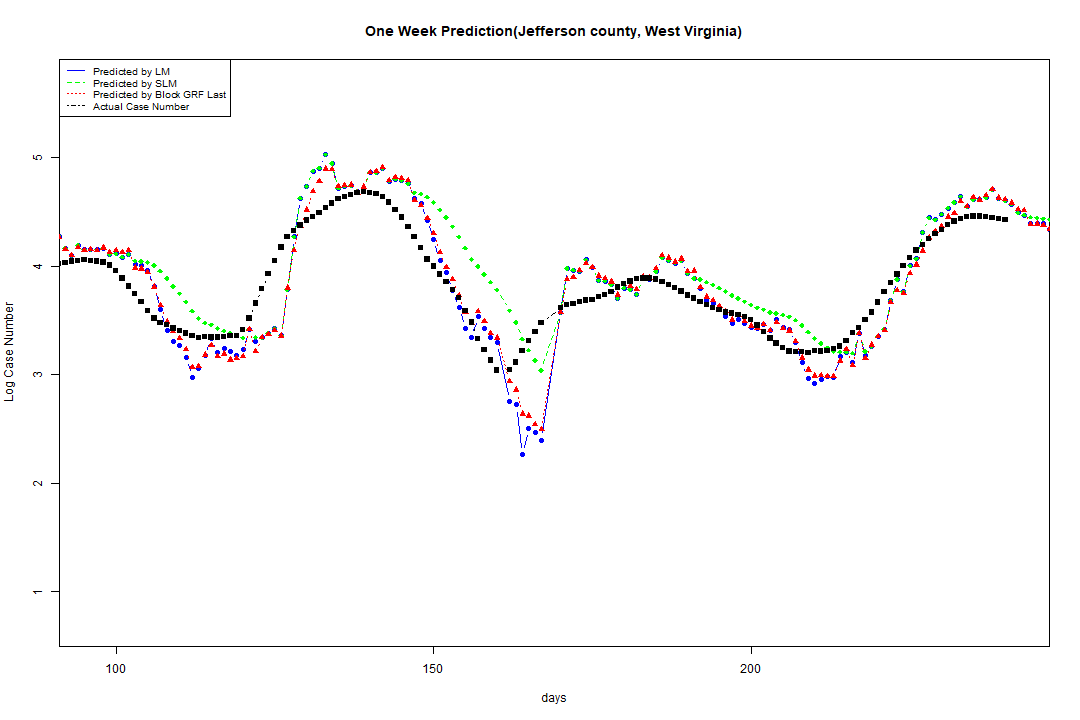 One Week Prediction(Jefferson county, West Virginia)
Predicted by LM
Predicted by SLM
Predicted by Block GRF Last
Actual Case Number
Log Case Number
5
4
3
2
1
100
150
200
days